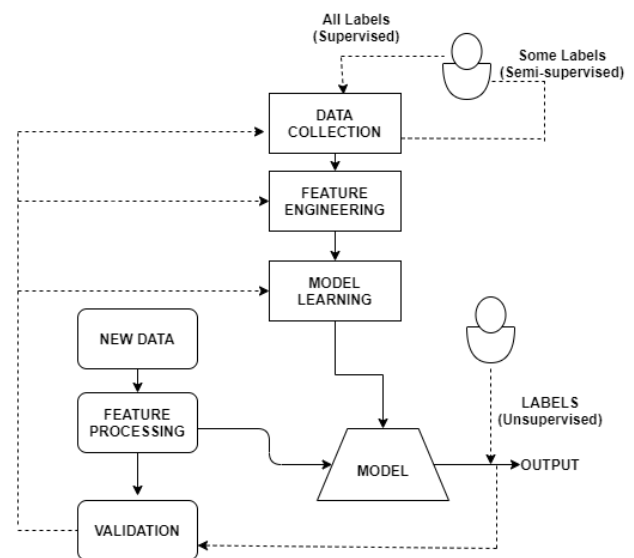 All Labels
(Supervised)
Some Labels
(Semi-supervised)
DATA
COLLECTION
FEATURE
ENGINEERING
MODEL
LEARNING
NEW DATA
FEATURE
PROCESSING
LABELS
(Unsupervised)
MODEL
OUTPUT
VALIDATION